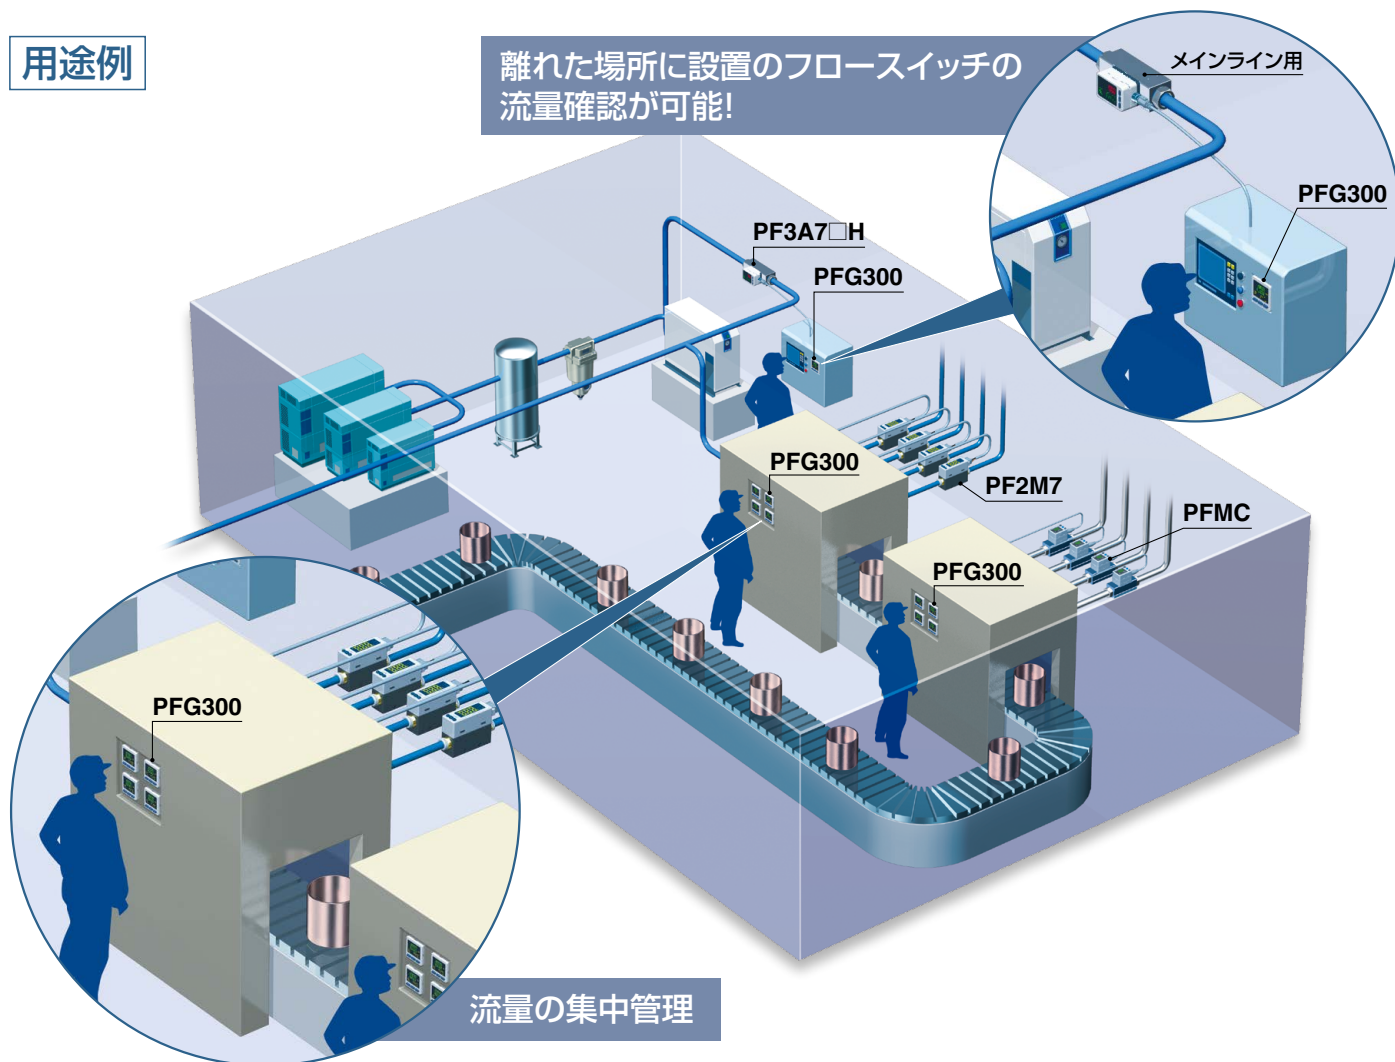 用途例
離れた場所に設置のフロースイッチの
流量確認が可能!
メインライン用
PFG300
PF3A7□H
PFG300
PFG300
PF2M7
PFMC
PFG300
PFG300
流量の集中管理